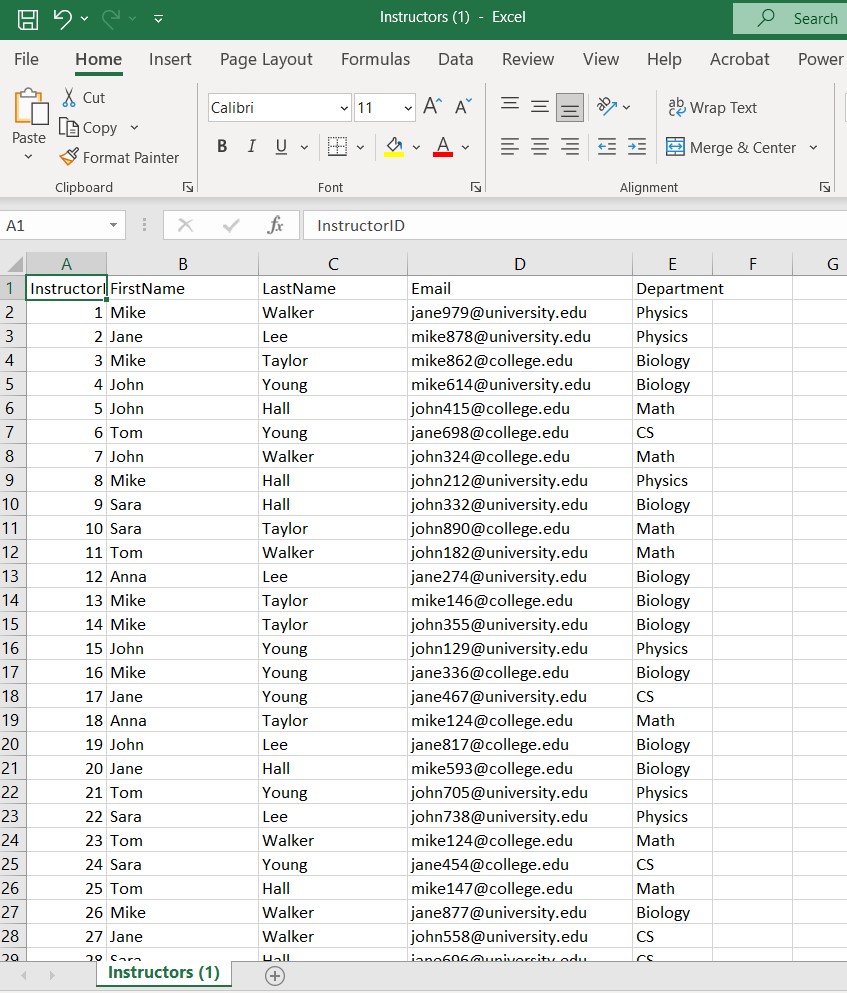 Instructors (1) - Excel
Search
File Home Insert Page Layout Formulas Data Review View Help Acrobat Power
Paste
Cut
Copy
Format Painter
Clipboard
Calibri 11 A A
B I U A
Font
ab Wrap Text
Merge & Center
Alignment
A1 fx InstructorID
A B C D E F G
1 InstructorI FirstName LastName Email Department
2 1 Mike Walker jane979@university.edu Physics
3 2 Jane Lee mike878@university.edu Physics
4 3 Mike Taylor mike862@college.edu Biology
5 4 John Young mike614@university.edu Biology
6 5 John Hall john415@college.edu Math
7 6 Tom Young jane698@college.edu CS
8 7 John Walker john324@college.edu Math
9 8 Mike Hall john212@university.edu Physics
10 9 Sara Hall john332@university.edu Biology
11 10 Sara Taylor john890@college.edu Math
12 11 Tom Walker john182@university.edu Math
13 12 Anna Lee jane274@university.edu Biology
14 13 Mike Taylor mike146@college.edu Biology
15 14 Mike Taylor john355@university.edu Biology
16 15 John Young john129@university.edu Physics
17 16 Mike Young jane336@college.edu Biology
18 17 Jane Young jane467@university.edu CS
19 18 Anna Taylor mike124@college.edu Math
20 19 John Lee jane817@college.edu Biology
21 20 Jane Hall mike593@college.edu Biology
22 21 Tom Young john705@university.edu Physics
23 22 Sara Lee john738@university.edu Physics
24 23 Tom Walker mike124@college.edu Math
25 24 Sara Young jane454@college.edu CS
26 25 Tom Hall mike147@college.edu Math
27 26 Mike Walker jane877@university.edu Biology
28 27 Jane Walker john558@university.edu CS
29 28 Sara Hall jane696@university.edu CS
Instructors (1)